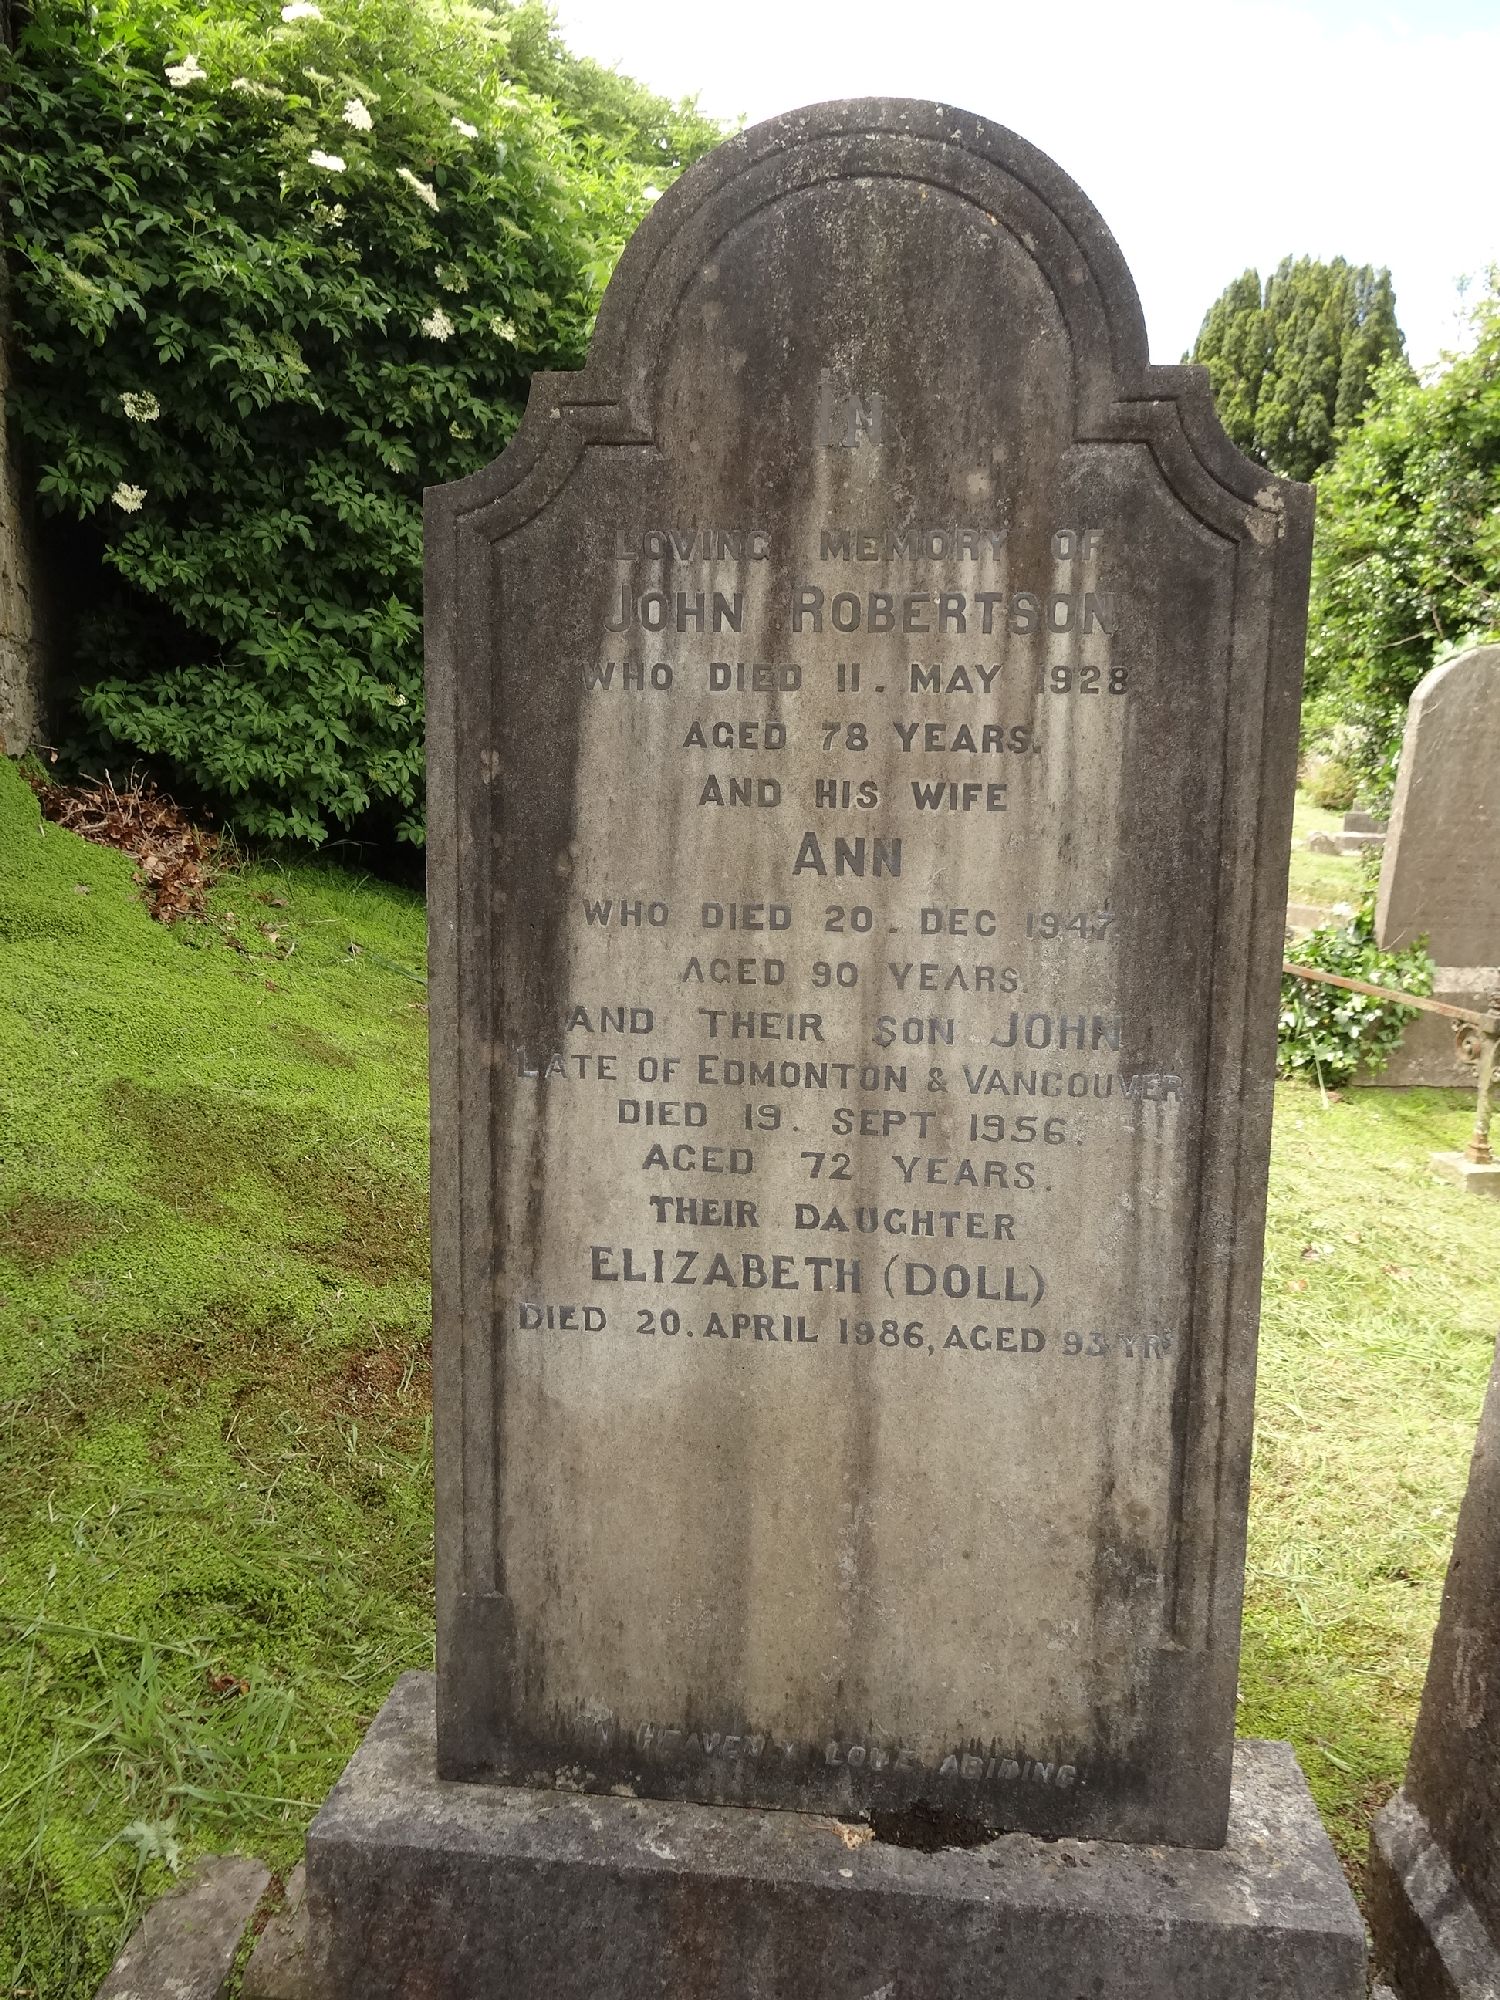 IN
LOVING MEMORY OF
JOHN ROBERTSON
WHO DIED 11. MAY 1928
AGED 78 YEARS.
AND HIS WIFE
ANN
WHO DIED 20. DEC 1947
AGED 90 YEARS.
AND THEIR SON JOHN
LATE OF EDMONTON & VANCOUVER
DIED 19. SEPT 1956.
AGED 72 YEARS.
THEIR DAUGHTER
ELIZABETH (DOLL)
DIED 20. APRIL 1986, AGED 93 YRS
IN HEAVENLY LOVE ABIDING